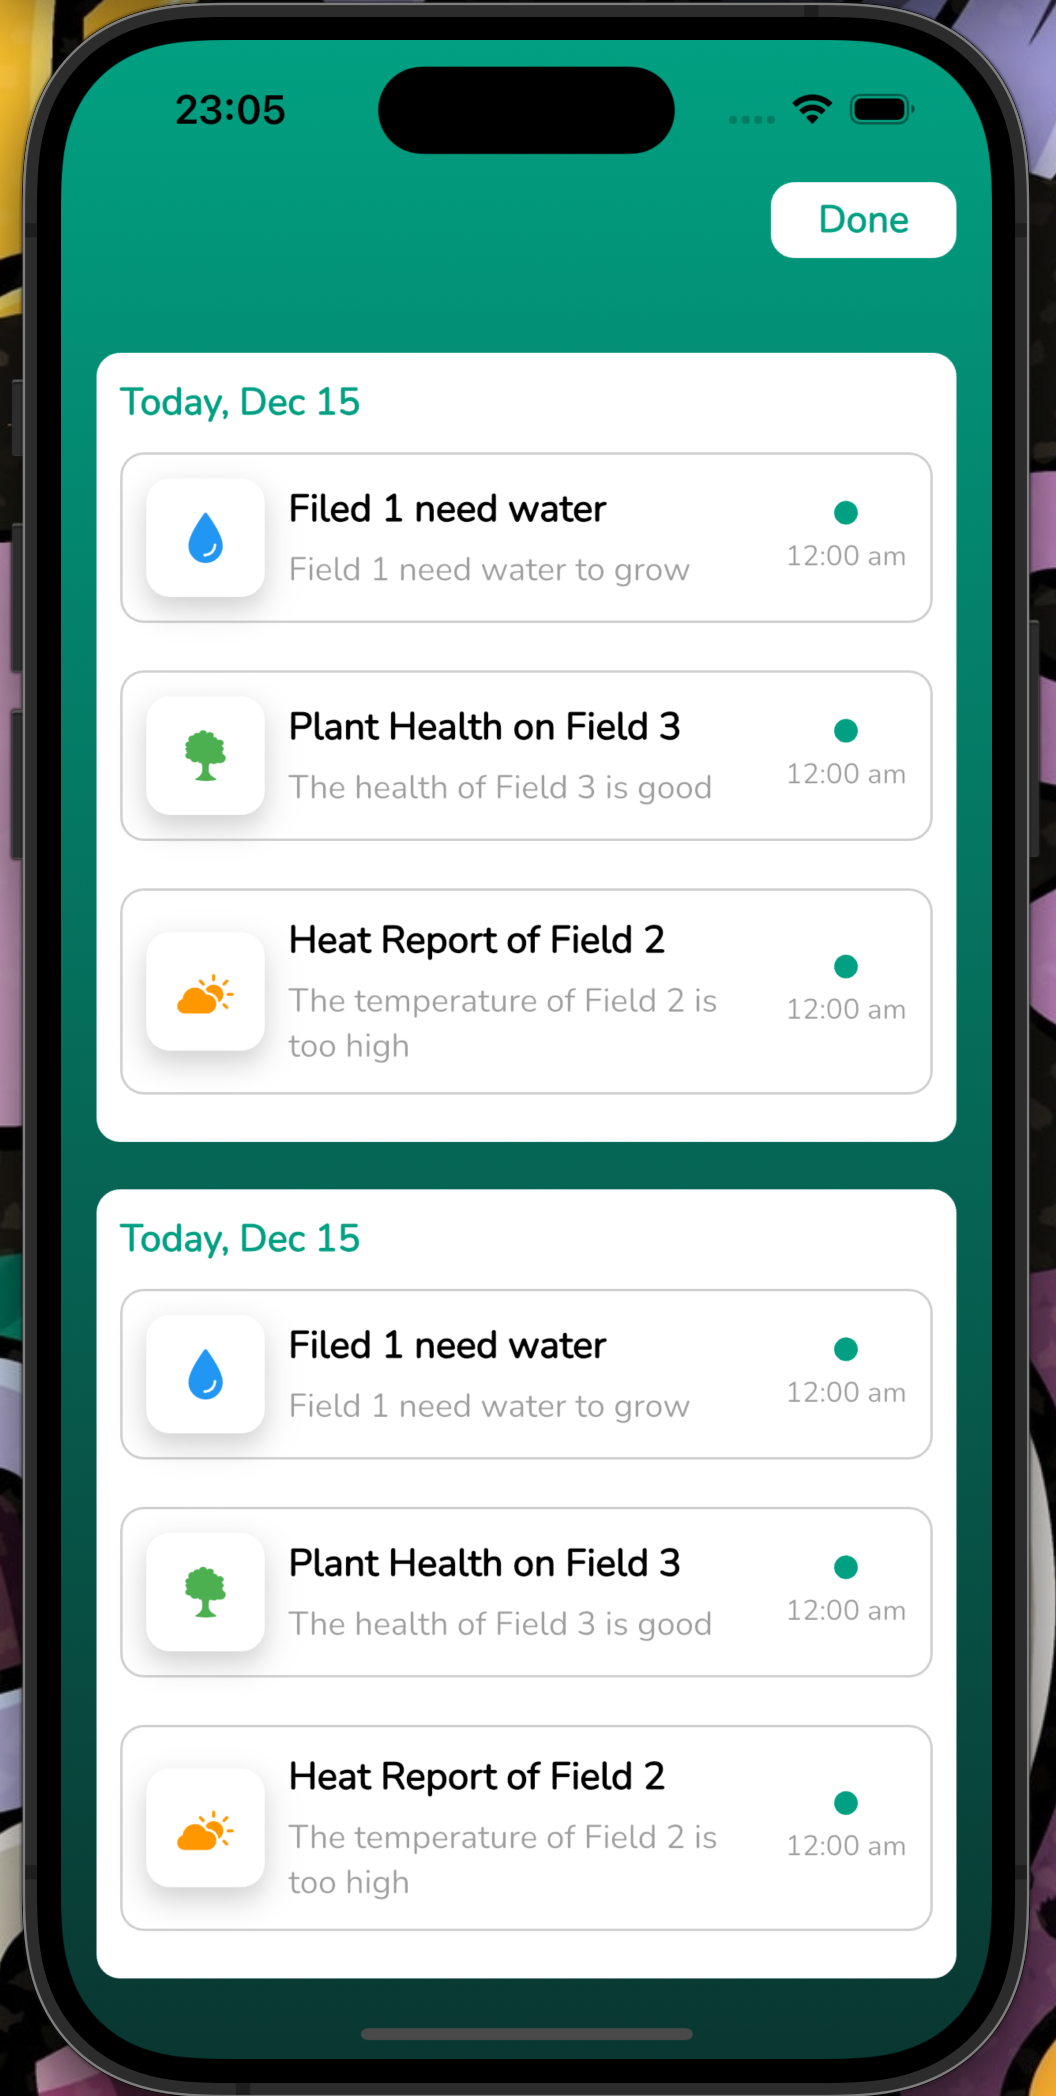 23:05
Done
Today, Dec 15
Filed 1 need water
Field 1 need water to grow
12:00 am
Plant Health on Field 3
The health of Field 3 is good
12:00 am
Heat Report of Field 2
The temperature of Field 2 is
too high
12:00 am
Today, Dec 15
Filed 1 need water
Field 1 need water to grow
12:00 am
Plant Health on Field 3
The health of Field 3 is good
12:00 am
Heat Report of Field 2
The temperature of Field 2 is
too high
12:00 am